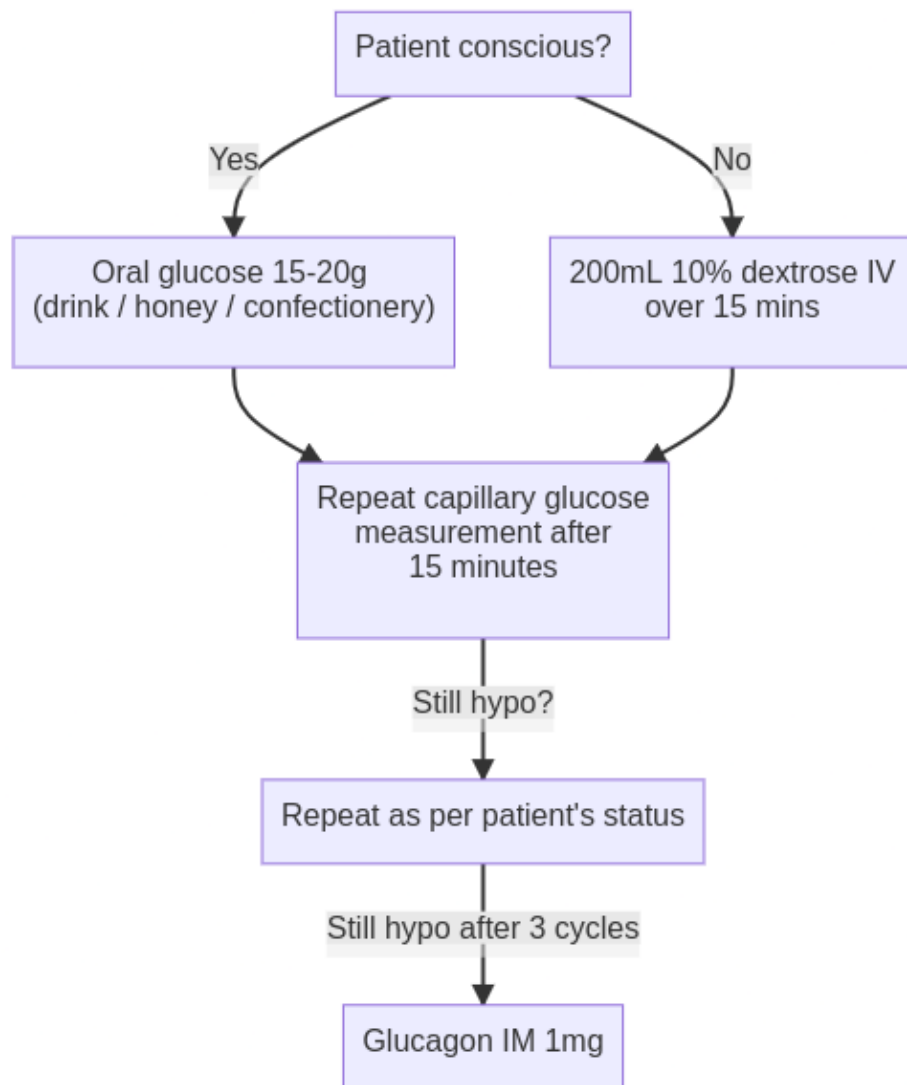 Patient conscious?
Yes
No
Oral glucose 15-20g
(drink / honey / confectionery)
200mL 10% dextrose IV
over 15 mins
Repeat capillary glucose
measurement after
15 minutes
Still hypo?
Repeat as per patient's status
Still hypo after 3 cycles
Glucagon IM 1mg